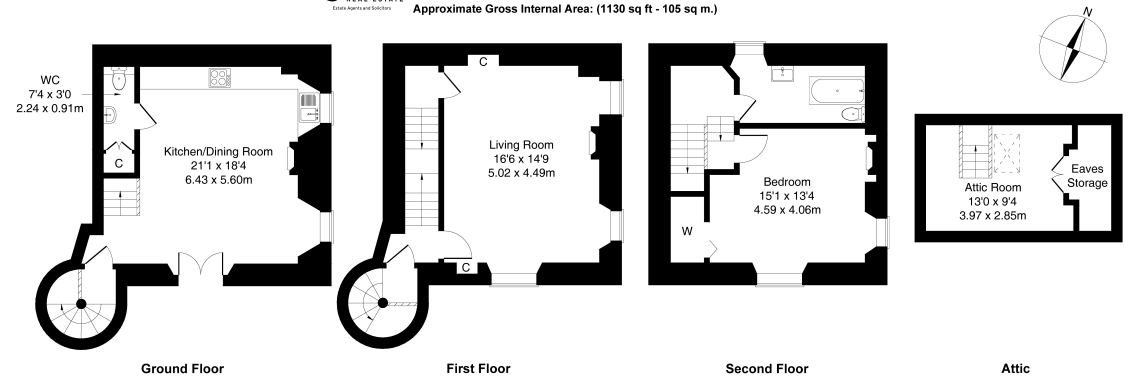 REAL ESTATE
Estate Agents and Solicitors
Approximate Gross Internal Area: (1130 sq ft - 105 sq m.)
N
WC
7'4 x 3'0
2.24 x 0.91m
C
Kitchen/Dining Room
21'1 x 18'4
6.43 x 5.60m
C
Living Room
16'6 x 14'9
5.02 x 4.49m
C
Bedroom
15'1 x 13'4
4.59 x 4.06m
W
Attic Room
13'0 x 9'4
3.97 x 2.85m
Eaves
Storage
Ground Floor
First Floor
Second Floor
Attic